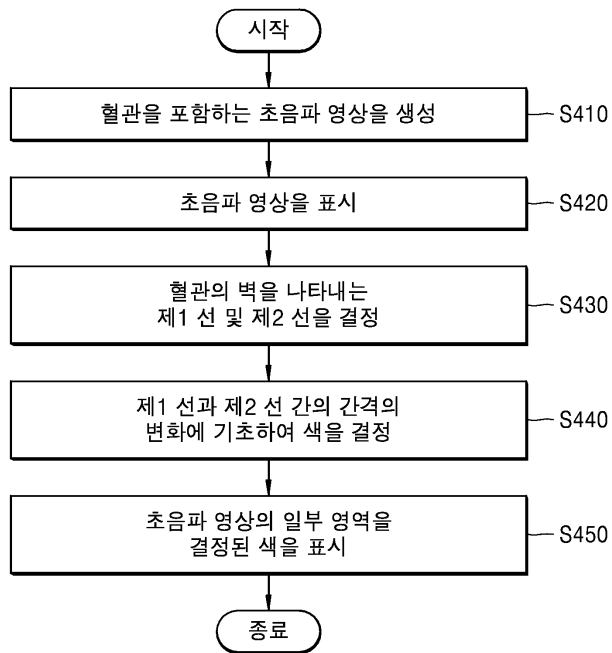 시작
혈관을 포함하는 초음파 영상을 생성
S410
초음파 영상을 표시
S420
혈관의 벽을 나타내는
제1 선 및 제2 선을 결정
S430
제1 선과 제2 선 간의 간격의
변화에 기초하여 색을 결정
S440
초음파 영상의 일부 영역을
결정된 색을 표시
S450
종료